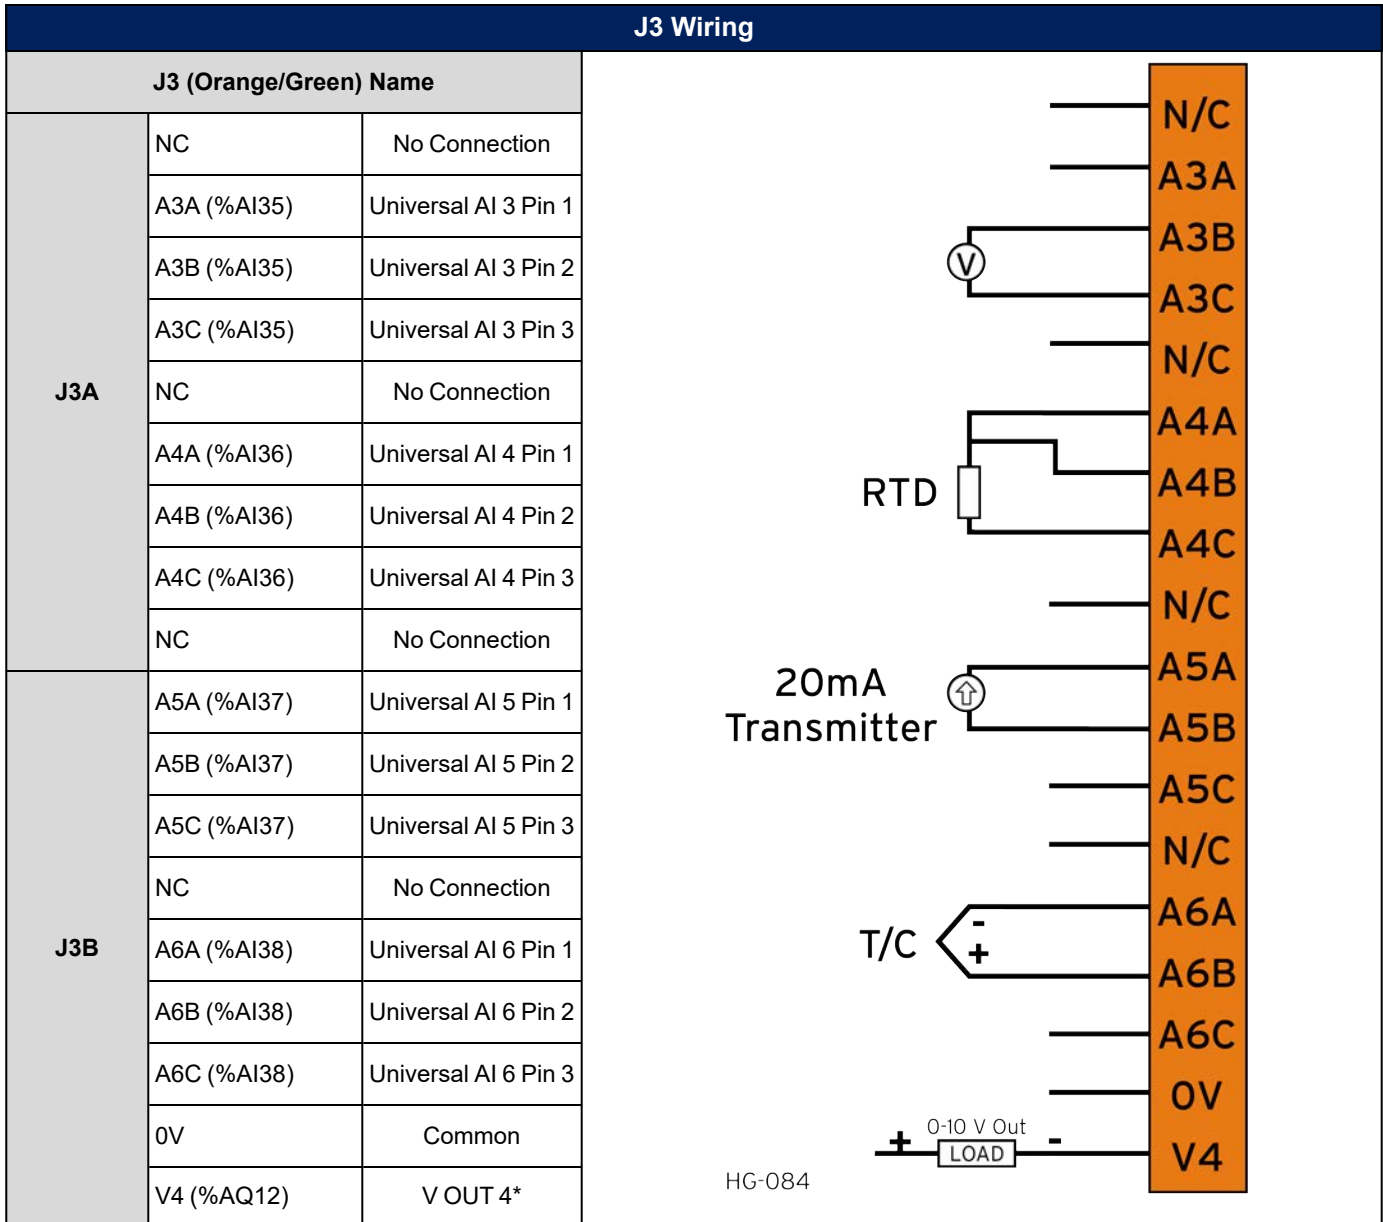 J3 Wiring
J3 (Orange/Green) Name
J3A
NC No Connection
A3A (%AI35) Universal AI 3 Pin 1
A3B (%AI35) Universal AI 3 Pin 2
A3C (%AI35) Universal AI 3 Pin 3
NC No Connection
A4A (%AI36) Universal AI 4 Pin 1
A4B (%AI36) Universal AI 4 Pin 2
A4C (%AI36) Universal AI 4 Pin 3
NC No Connection
J3B
A5A (%AI37) Universal AI 5 Pin 1
A5B (%AI37) Universal AI 5 Pin 2
A5C (%AI37) Universal AI 5 Pin 3
NC No Connection
A6A (%AI38) Universal AI 6 Pin 1
A6B (%AI38) Universal AI 6 Pin 2
A6C (%AI38) Universal AI 6 Pin 3
0V Common
V4 (%AQ12) V OUT 4*
N/C
A3A
A3B
V
A3C
N/C
A4A
A4B
RTD
A4C
N/C
A5A
20mA
Transmitter
A5B
A5C
N/C
A6A
-
T/C
+
A6B
A6C
0V
0-10 V Out
+ LOAD -
V4
HG-084